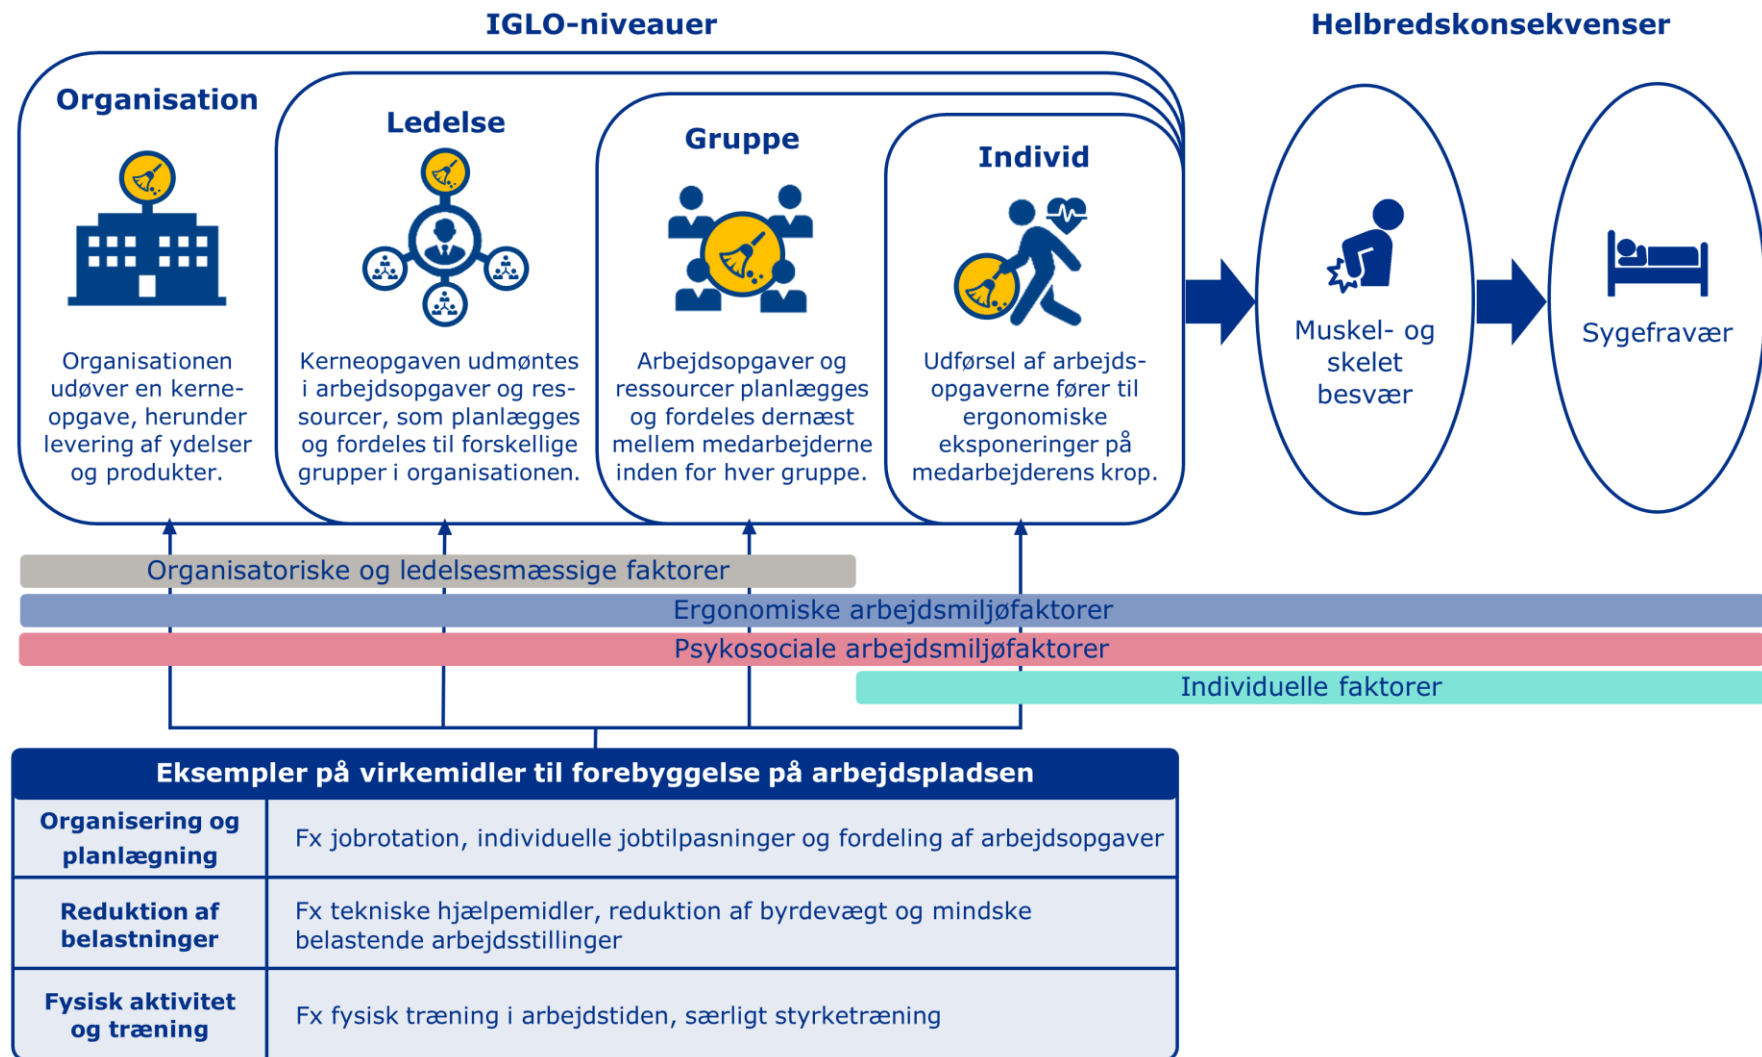 IGLO-niveauer
Helbredskonsekvenser
Organisation
Organisationen
udøver en kerne-
opgave, herunder
levering af ydelser
og produkter.
Ledelse
Kerneopgaven udmøntes
i arbejdsopgaver og res-
sourcer, som planlægges
og fordeles til forskellige
grupper i organisationen.
Gruppe
Arbejdsopgaver og
ressourcer planlægges
og fordeles dernæst
mellem medarbejderne
inden for hver gruppe.
Individ
Udførsel af arbejds-
opgaverne fører til
ergonomiske
eksponeringer på
medarbejderens krop.
Muskel- og
skelet
besvær
Sygefravær
Organisatoriske og ledelsesmæssige faktorer
Ergonomiske arbejdsmiljøfaktorer
Psykosociale arbejdsmiljøfaktorer
Individuelle faktorer
Eksempler på virkemidler til forebyggelse på arbejdspladsen
Organisering og
planlægning
Fx jobrotation, individuelle jobtilpasninger og fordeling af arbejdsopgaver
Reduktion af
belastninger
Fx tekniske hjælpemidler, reduktion af byrdevægt og mindske
belastende arbejdsstillinger
Fysisk aktivitet
og træning
Fx fysisk træning i arbejdstiden, særligt styrketræning